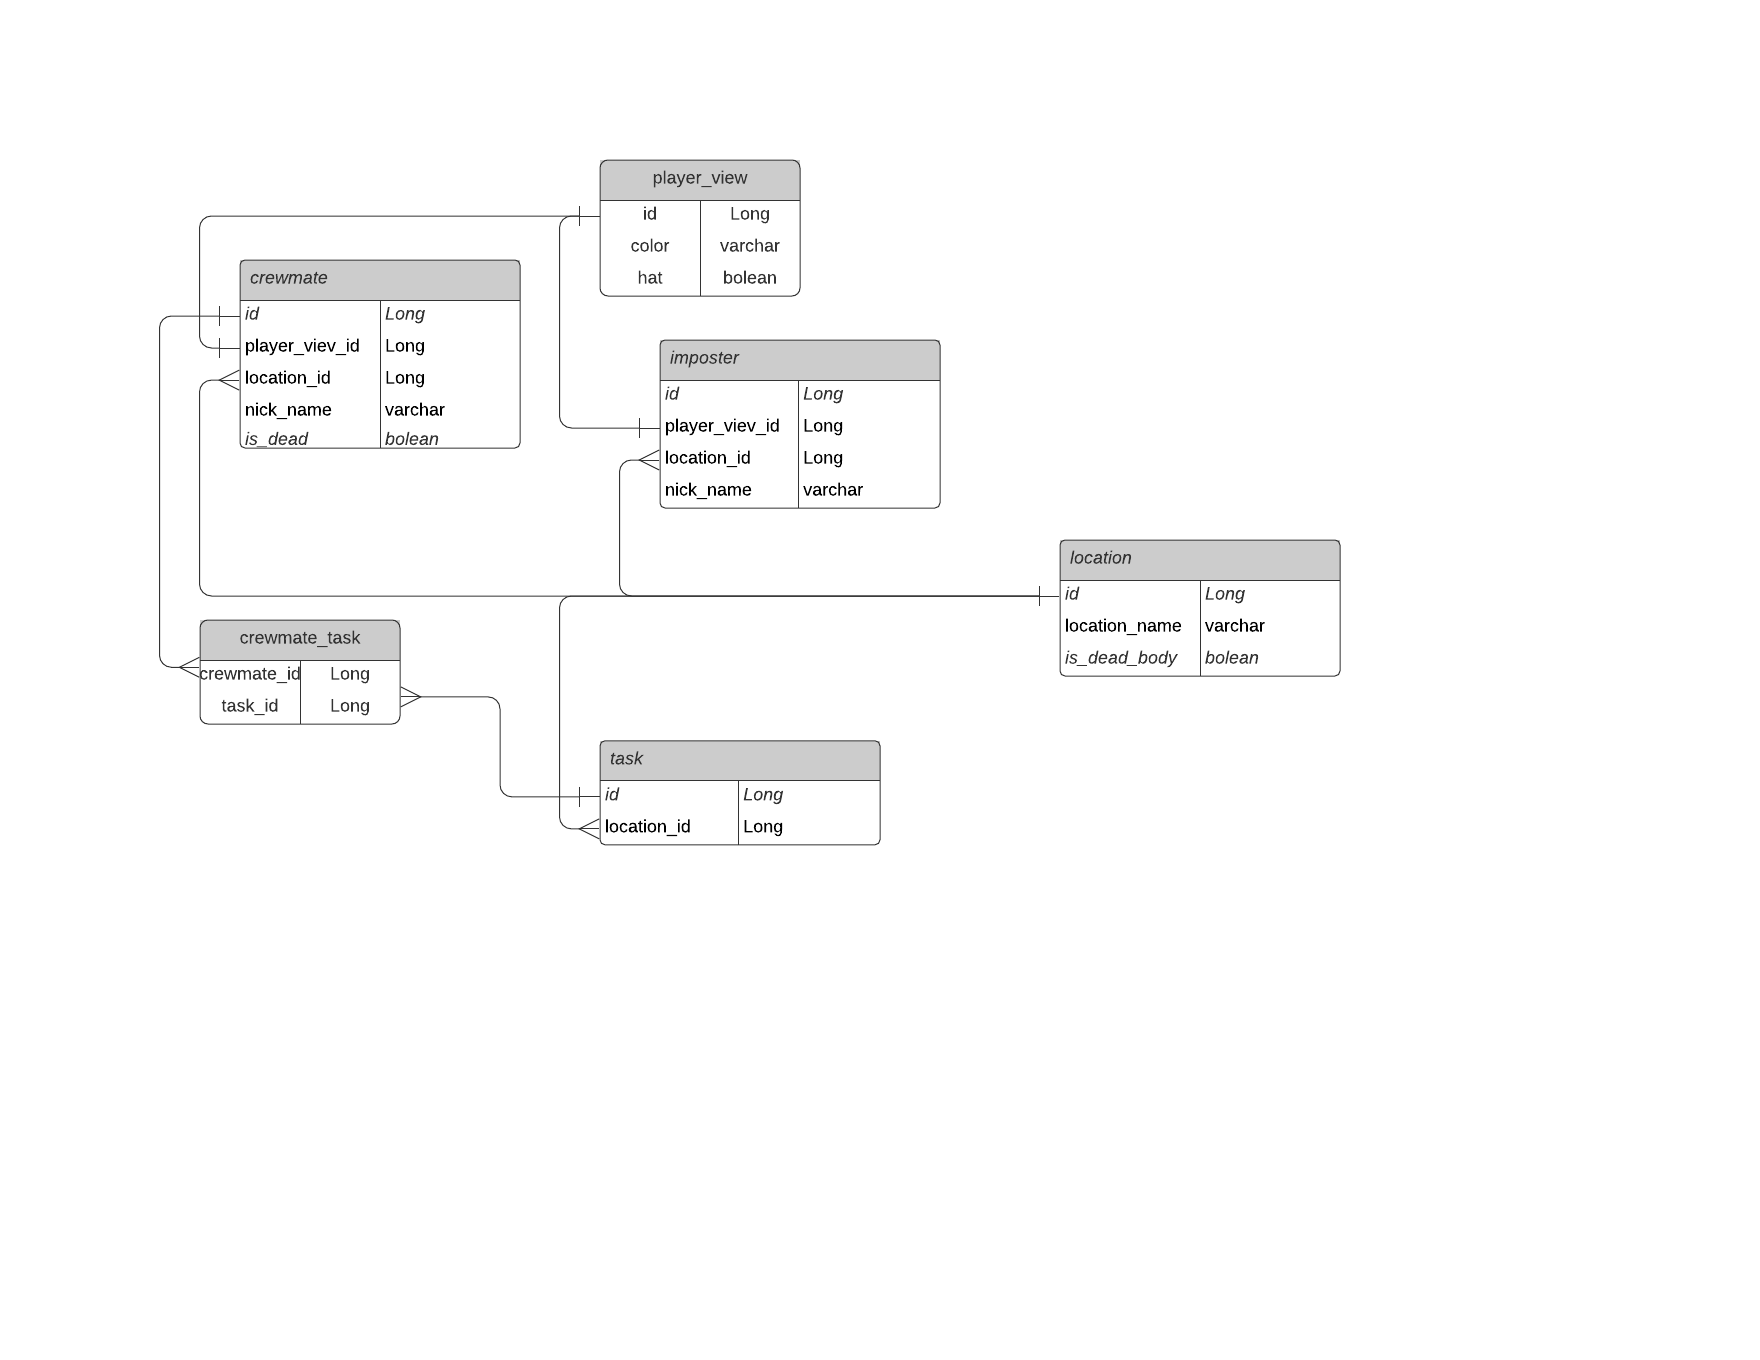 player_view
id Long
color varchar
hat bolean
crewmate
id Long
player_viev_id Long
location_id Long
nick_name varchar
is_dead bolean
imposter
id Long
player_viev_id Long
location_id Long
nick_name varchar
location
id Long
location_name varchar
is_dead_body bolean
crewmate_task
crewmate_id Long
task_id Long
task
id Long
location_id Long